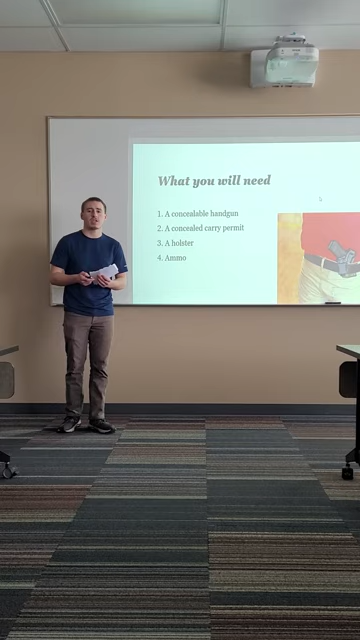 What you will need
1. A concealable handgun
2. A concealed carry permit
3. A holster
4. Ammo